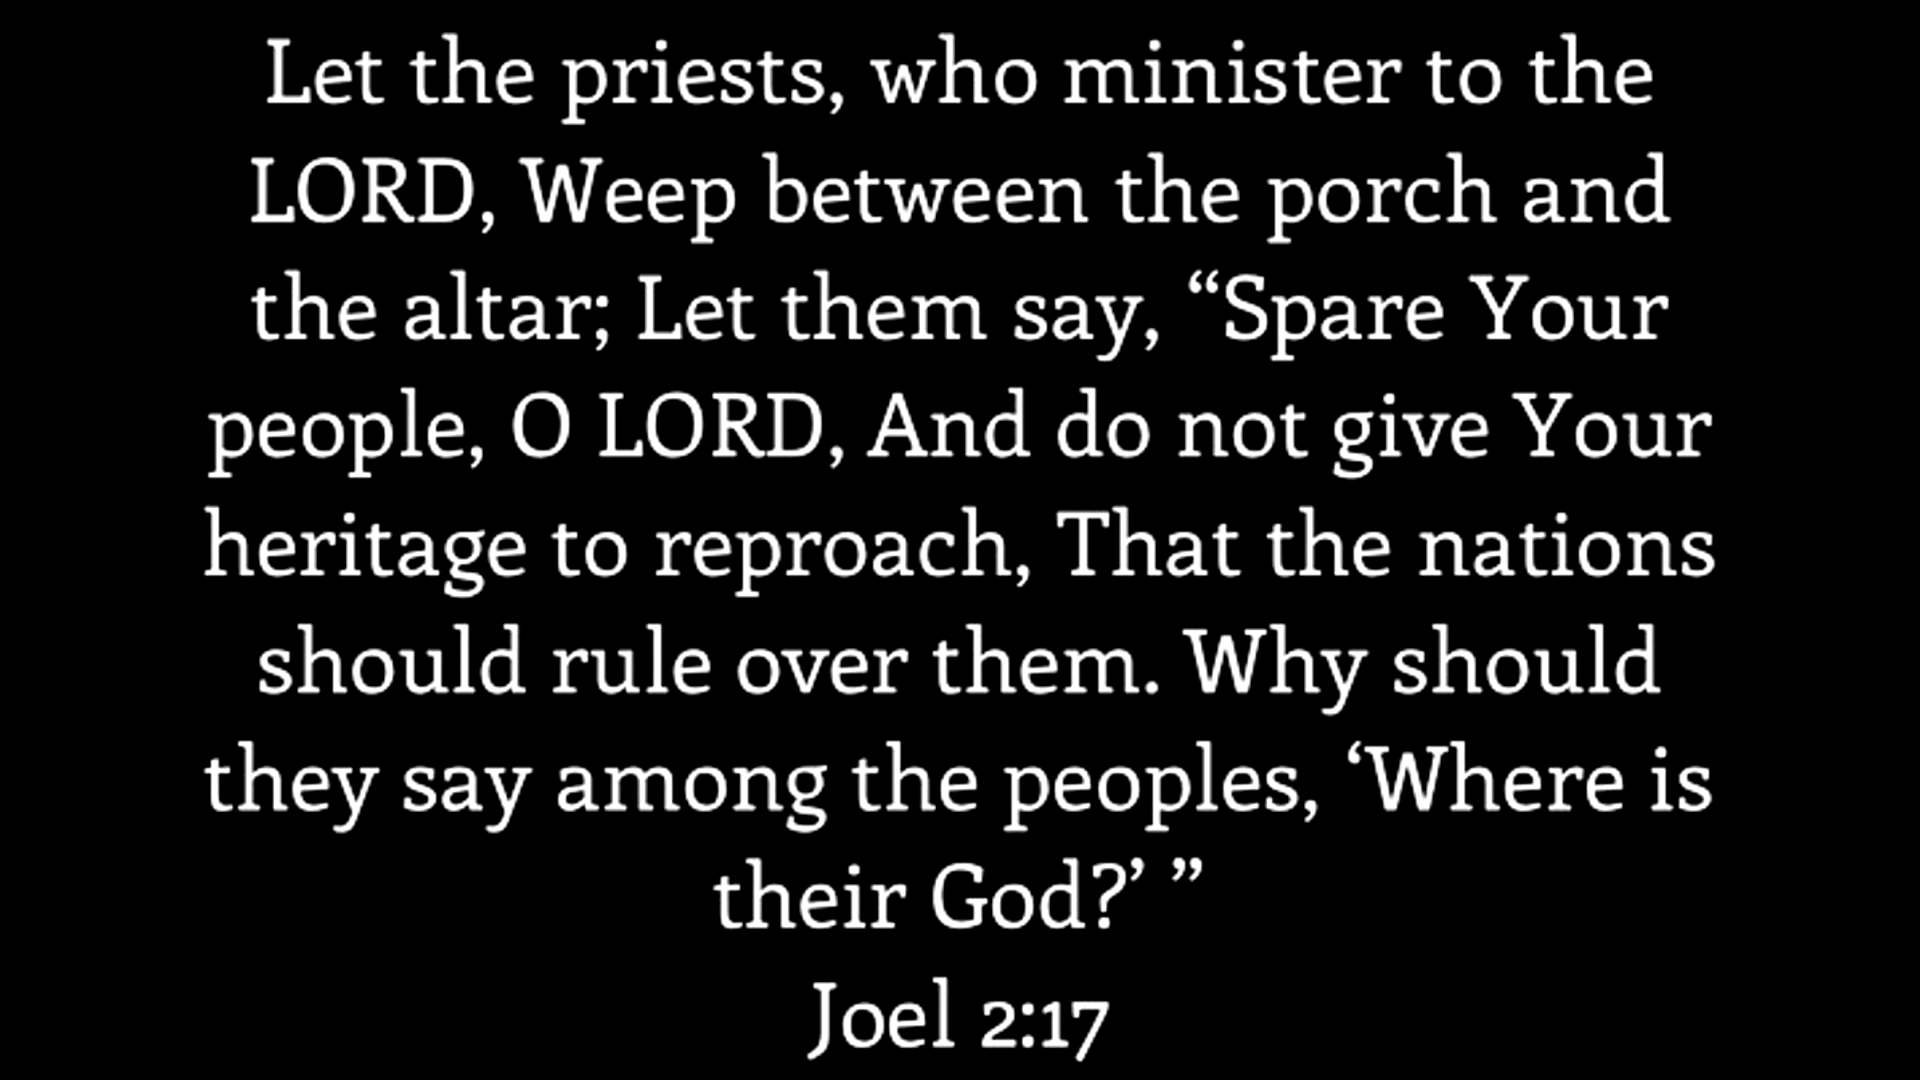 Let the priests, who minister to the
LORD, Weep between the porch and
the altar; Let them say, “Spare Your
people, O LORD, And do not give Your
heritage to reproach, That the nations
should rule over them. Why should
they say among the peoples, ‘Where is
their God?’ ”
Joel 2:17